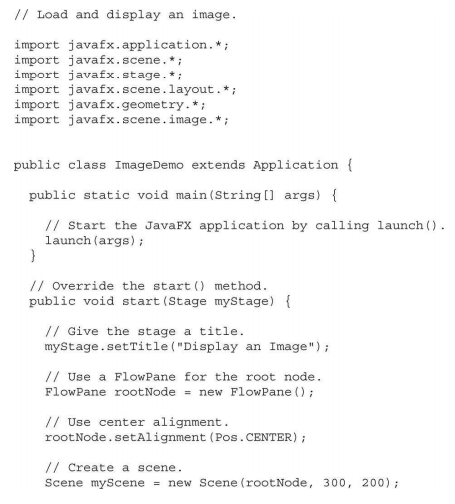 // Load and display an image.

import javafx.application.*;
import javafx.scene.*;
import javafx.stage.*;
import javafx.scene.layout.*;
import javafx.geometry.*;
import javafx.scene.image.*;


public class ImageDemo extends Application {

  public static void main(String[] args) {

    // Start the JavaFX application by calling launch().
    launch(args);
  }

  // Override the start() method.
  public void start(Stage myStage) {

    // Give the stage a title.
    myStage.setTitle("Display an Image");

    // Use a FlowPane for the root node.
    FlowPane rootNode = new FlowPane();

    // Use center alignment.
    rootNode.setAlignment(Pos.CENTER);

    // Create a scene.
    Scene myScene = new Scene(rootNode, 300, 200);